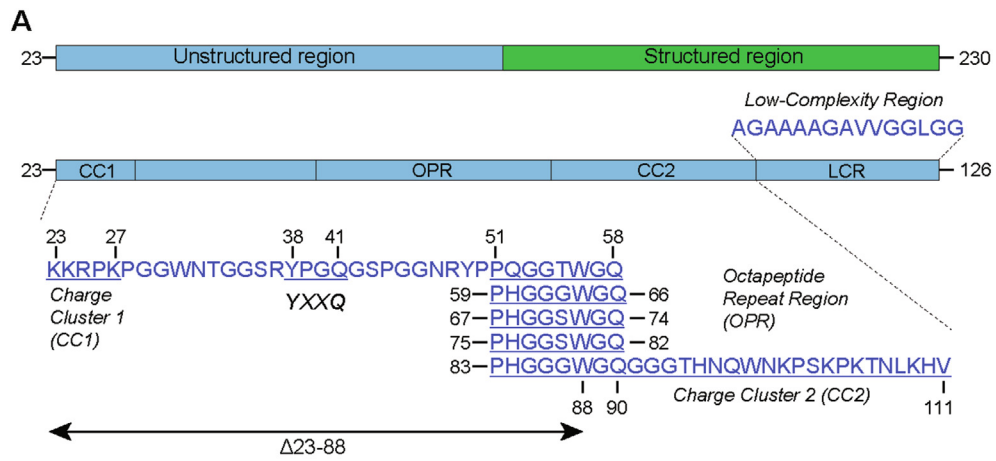 A
23 Unstructured region Structured region 230
Low-Complexity Region
AGAAAAGAVVGGLGG
23 CC1 OPR CC2 LCR 126
23 27 38 41 51 58
KKRPKPGGWNTGGSRYPGQGSPGGNRYPPQGGTWGQ
Charge
Cluster 1
(CC1)
YXXQ
59 PHGGGWGQ 66
67 PHGGSWGQ 74
75 PHGGSWGQ 82
83 PHGGGWGQGGGTHNQWNKPSKPKTNLKHV
Octapeptide
Repeat Region
(OPR)
88 90 111
Charge Cluster 2 (CC2)
Δ23-88